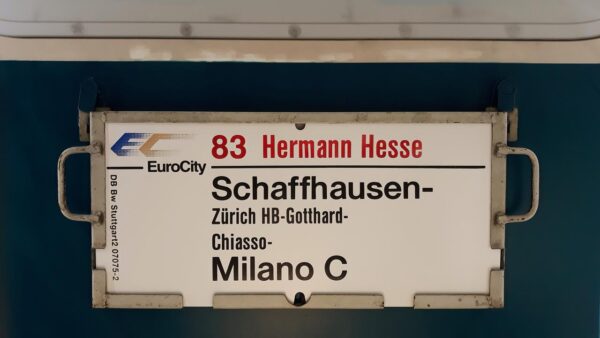 EC
EuroCity
83 Hermann Hesse
Schaffhausen-
Zürich HB-Gotthard-
Chiasso-
Milano C
DB Bw Stuttgart2 07075-2